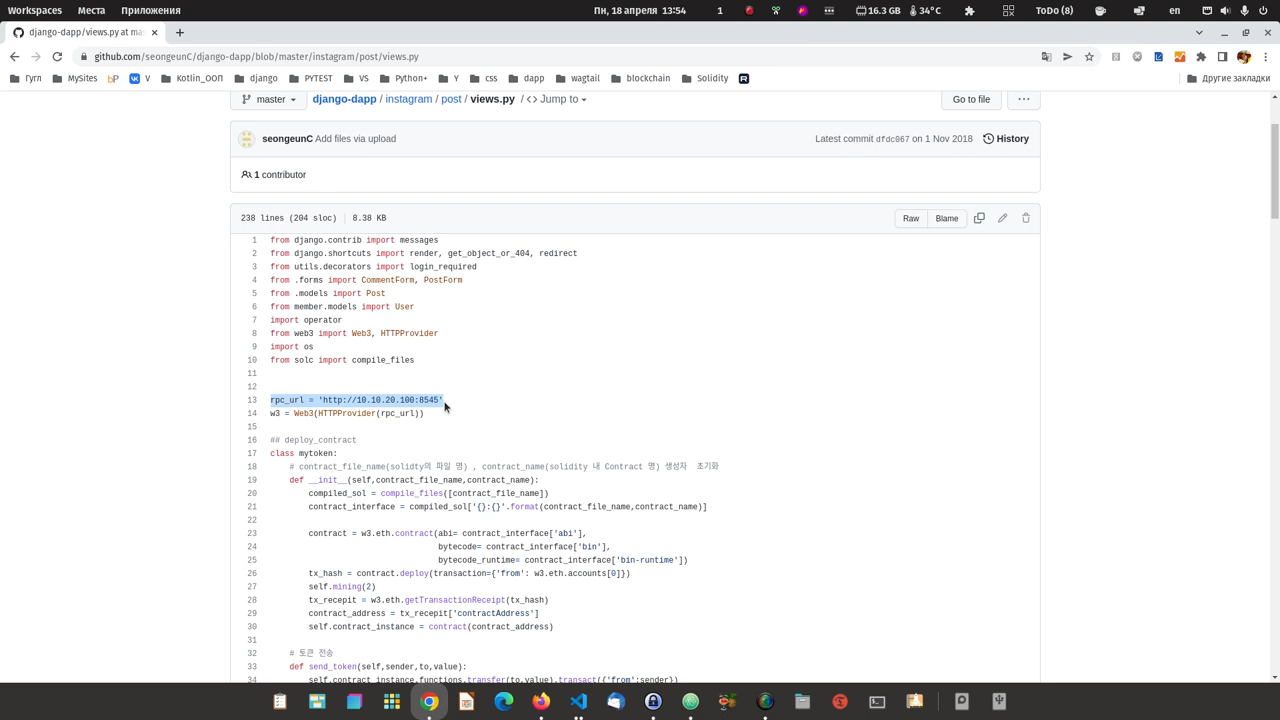 Workspaces Места Приложения Пн, 18 апреля 13:54 1 16.3 GB 34°C ToDo (8) en
django-dapp/views.py at mas
github.com/seongeunC/django-dapp/blob/master/instagram/post/views.py
Гугл MySites bP V Kotlin_ООП django PYTEST VS Python+ Y css dapp wagtail blockchain Solidity Другие закладки
master django-dapp / instagram / post / views.py / <> Jump to Go to file ...
seongeunC Add files via upload Latest commit dfdc067 on 1 Nov 2018 History
1 contributor
238 lines (204 sloc) 8.38 KB Raw Blame
1 from django.contrib import messages
2 from django.shortcuts import render, get_object_or_404, redirect
3 from utils.decorators import login_required
4 from .forms import CommentForm, PostForm
5 from .models import Post
6 from member.models import User
7 import operator
8 from web3 import Web3, HTTPProvider
9 import os
10 from solc import compile_files
11
12
13 rpc_url = 'http://10.10.20.100:8545'
14 w3 = Web3(HTTPProvider(rpc_url))
15
16 ## deploy_contract
17 class mytoken:
18 # contract_file_name(solidty의 파일 명) , contract_name(solidity 내 Contract 명) 생성자 초기화
19 def __init__(self,contract_file_name,contract_name):
20 compiled_sol = compile_files([contract_file_name])
21 contract_interface = compiled_sol['{}:{}'.format(contract_file_name,contract_name)]
22
23 contract = w3.eth.contract(abi= contract_interface['abi'],
24 bytecode= contract_interface['bin'],
25 bytecode_runtime= contract_interface['bin-runtime'])
26 tx_hash = contract.deploy(transaction={'from': w3.eth.accounts[0]})
27 self.mining(2)
28 tx_recepit = w3.eth.getTransactionReceipt(tx_hash)
29 contract_address = tx_recepit['contractAddress']
30 self.contract_instance = contract(contract_address)
31
32 # 토큰 전송
33 def send_token(self,sender,to,value):
34 self.contract_instance.functions.transfer(to,value).transact({'from':sender})